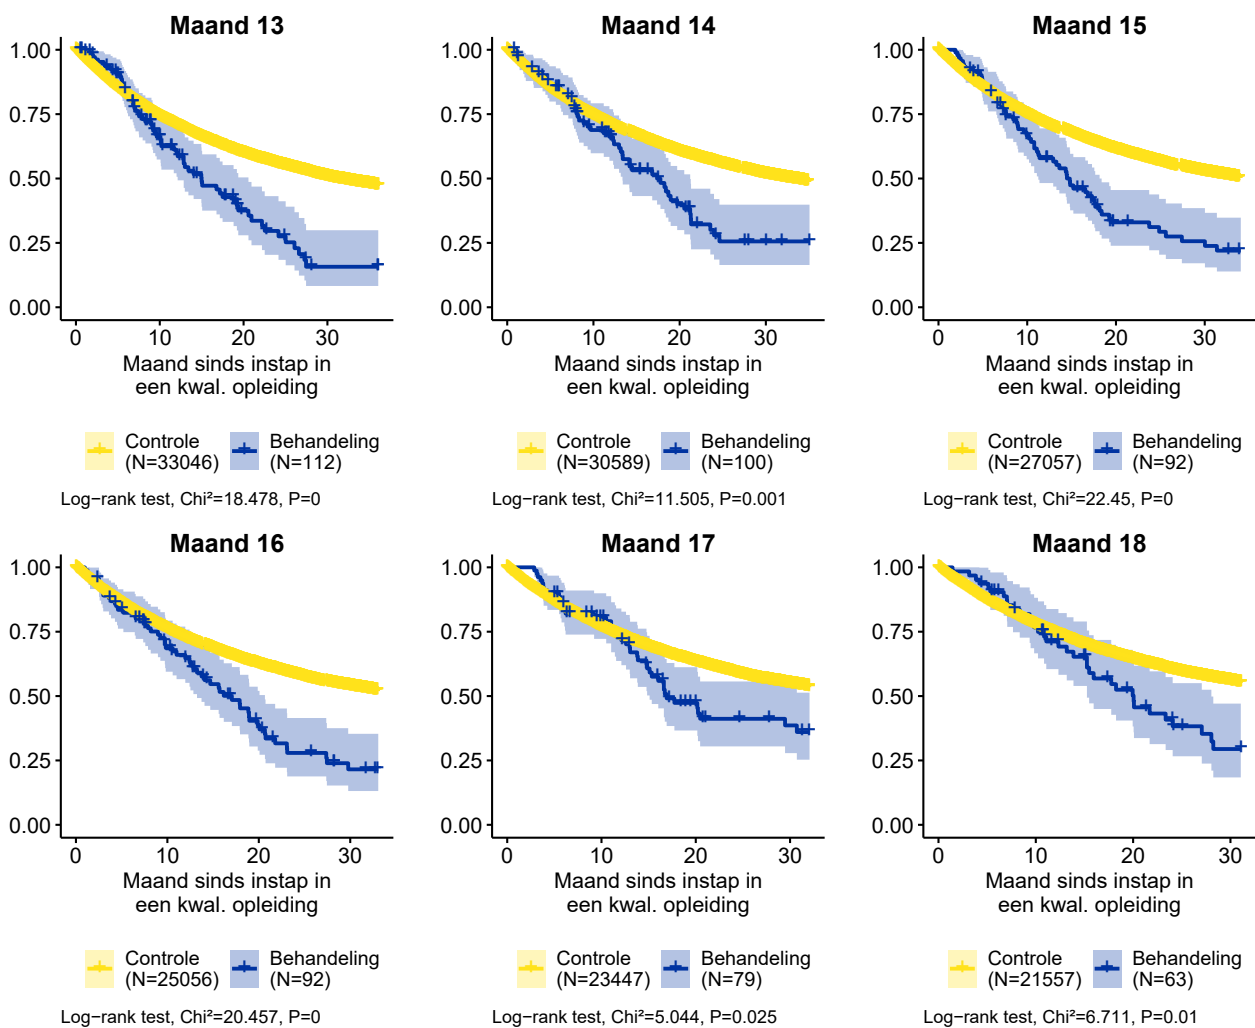 Maand 13
1.00
0.75
0.50
0.25
0.00
0 10 20 30
Maand sinds instap in
een kwal. opleiding
Controle
(N=33046)
Behandeling
(N=112)
Log−rank test, Chi²=18.478, P=0
Maand 14
1.00
0.75
0.50
0.25
0.00
0 10 20 30
Maand sinds instap in
een kwal. opleiding
Controle
(N=30589)
Behandeling
(N=100)
Log−rank test, Chi²=11.505, P=0.001
Maand 15
1.00
0.75
0.50
0.25
0.00
0 10 20 30
Maand sinds instap in
een kwal. opleiding
Controle
(N=27057)
Behandeling
(N=92)
Log−rank test, Chi²=22.45, P=0
Maand 16
1.00
0.75
0.50
0.25
0.00
0 10 20 30
Maand sinds instap in
een kwal. opleiding
Controle
(N=25056)
Behandeling
(N=92)
Log−rank test, Chi²=20.457, P=0
Maand 17
1.00
0.75
0.50
0.25
0.00
0 10 20 30
Maand sinds instap in
een kwal. opleiding
Controle
(N=23447)
Behandeling
(N=79)
Log−rank test, Chi²=5.044, P=0.025
Maand 18
1.00
0.75
0.50
0.25
0.00
0 10 20 30
Maand sinds instap in
een kwal. opleiding
Controle
(N=21557)
Behandeling
(N=63)
Log−rank test, Chi²=6.711, P=0.01